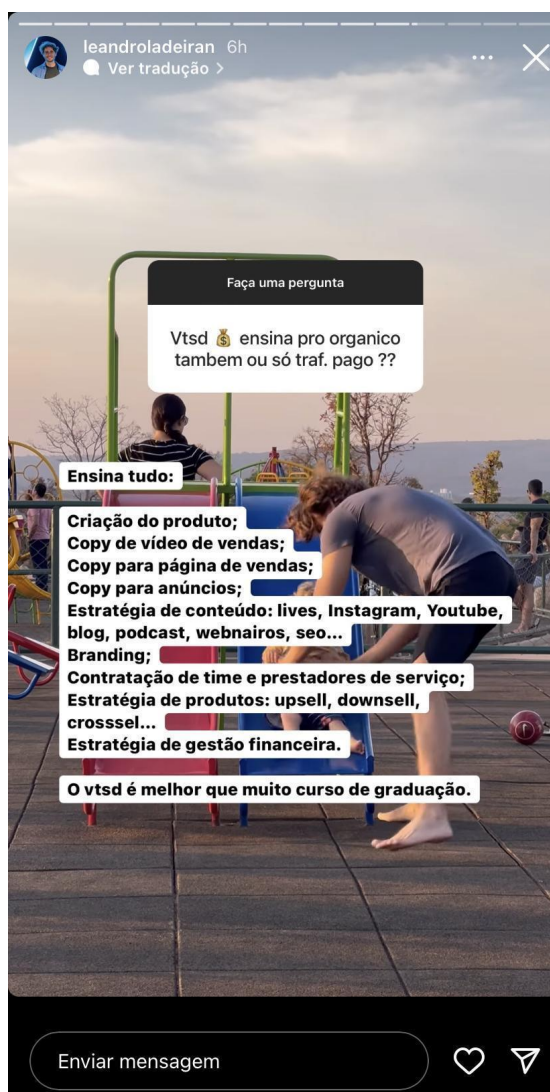 leandroladeiran 6h
Ver tradução >
Faça uma pergunta
Vtsd 💰 ensina pro organico
tambem ou só traf. pago ??
Ensina tudo:
Criação do produto;
Copy de vídeo de vendas;
Copy para página de vendas;
Copy para anúncios;
Estratégia de conteúdo: lives, Instagram, Youtube,
blog, podcast, webnairos, seo...
Branding;
Contratação de time e prestadores de serviço;
Estratégia de produtos: upsell, downsell,
crosssel...
Estratégia de gestão financeira.
O vtsd é melhor que muito curso de graduação.
Enviar mensagem